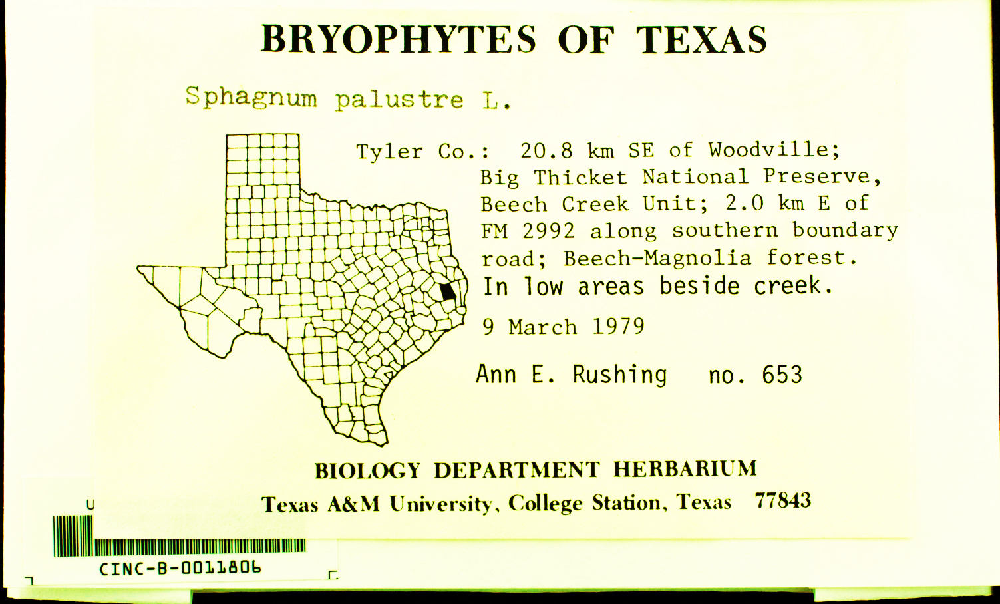 BRYOPHYTES OF TEXAS
Sphagnum palustre L.
Tyler Co.: 20.8 km SE of Woodville;
Big Thicket National Preserve,
Beech Creek Unit; 2.0 km E of
FM 2992 along southern boundary
road; Beech-Magnolia forest.
In low areas beside creek.
9 March 1979
Ann E. Rushing no. 653
BIOLOGY DEPARTMENT HERBARIUM
Texas A&M University, College Station, Texas 77843
CINC-B-0011806